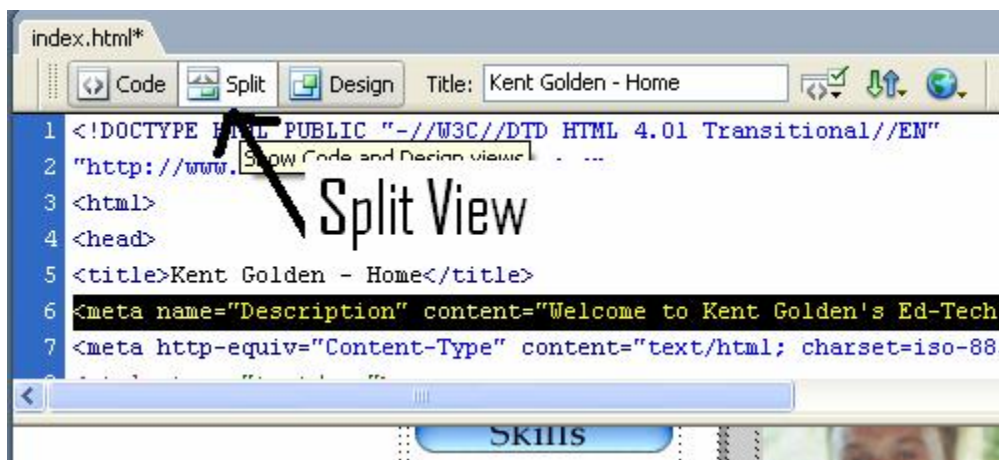 index.html*
Code Split Design Title: Kent Golden - Home
1 <!DOCTYPE HTML PUBLIC "-//W3C//DTD HTML 4.01 Transitional//EN"
Show Code and Design views
2 "http://www.
Split View
3 <html>
4 <head>
5 <title>Kent Golden - Home</title>
6 <meta name="Description" content="Welcome to Kent Golden's Ed-Tech
7 <meta http-equiv="Content-Type" content="text/html; charset=iso-88
Skills